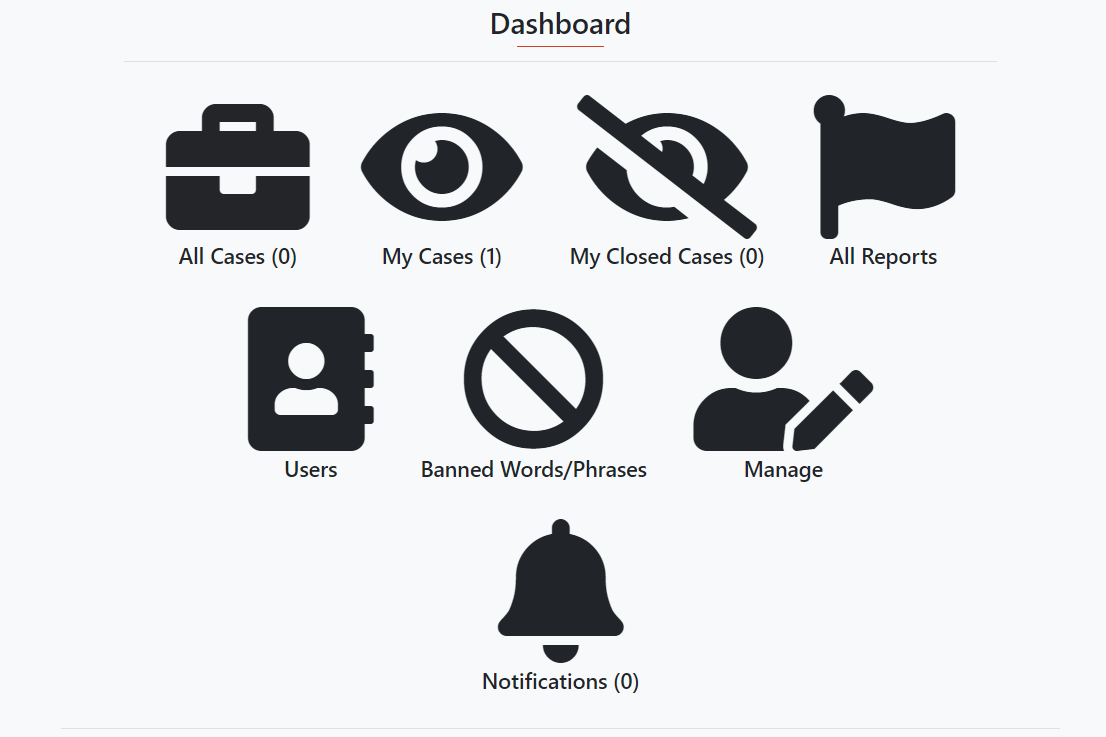 Dashboard
All Cases (0)
My Cases (1)
My Closed Cases (0)
All Reports
Users
Banned Words/Phrases
Manage
Notifications (0)